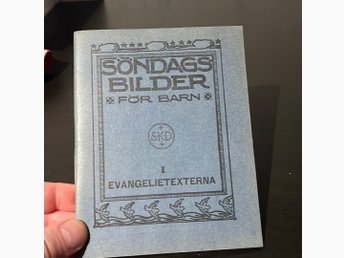 SÖNDAGS
BILDER
FÖR BARN
SKD
I
EVANGELIETEXTERNA